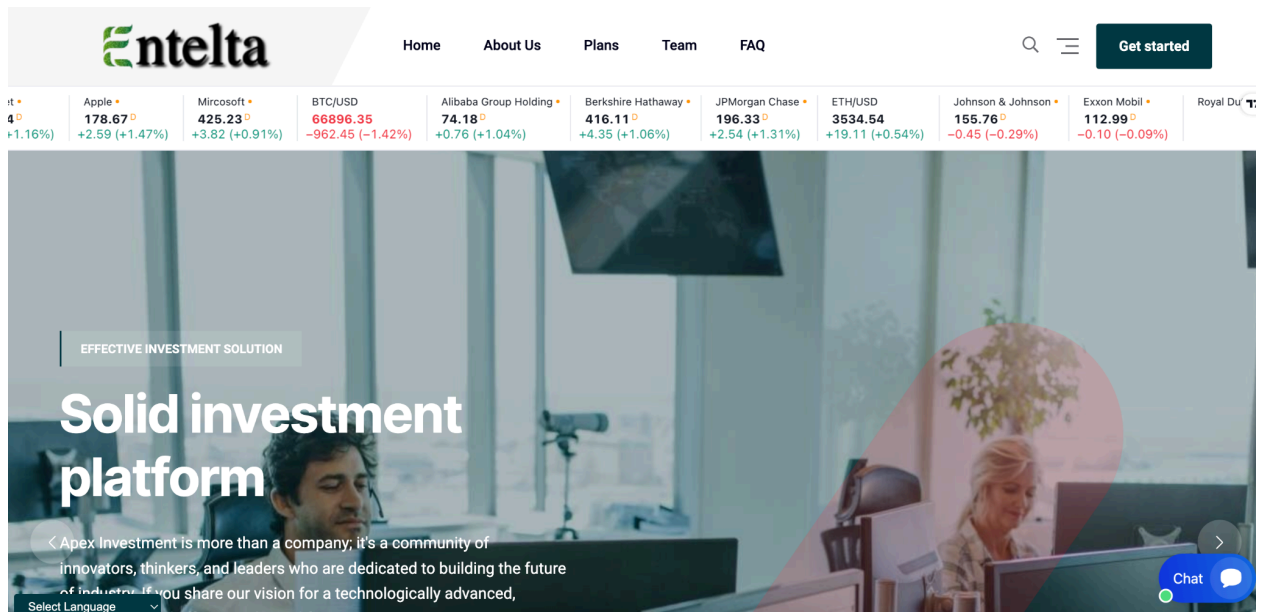 Entelta
Home About Us Plans Team FAQ
Get started
Apple Mircosoft BTC/USD Alibaba Group Holding Berkshire Hathaway JPMorgan Chase ETH/USD Johnson & Johnson Exxon Mobil Royal
178.67 D 425.23 D 66896.35 74.18 D 416.11 D 196.33 D 3534.54 155.76 D 112.99 D
+1.16%) +2.59 (+1.47%) +3.82 (+0.91%) −962.45 (−1.42%) +0.76 (+1.04%) +4.35 (+1.06%) +2.54 (+1.31%) +19.11 (+0.54%) −0.45 (−0.29%) −0.10 (−0.09%)
EFFECTIVE INVESTMENT SOLUTION
Solid investment
platform
Apex Investment is more than a company; it's a community of
innovators, thinkers, and leaders who are dedicated to building the future
of industry. If you share our vision for a technologically advanced,
Chat
Select Language